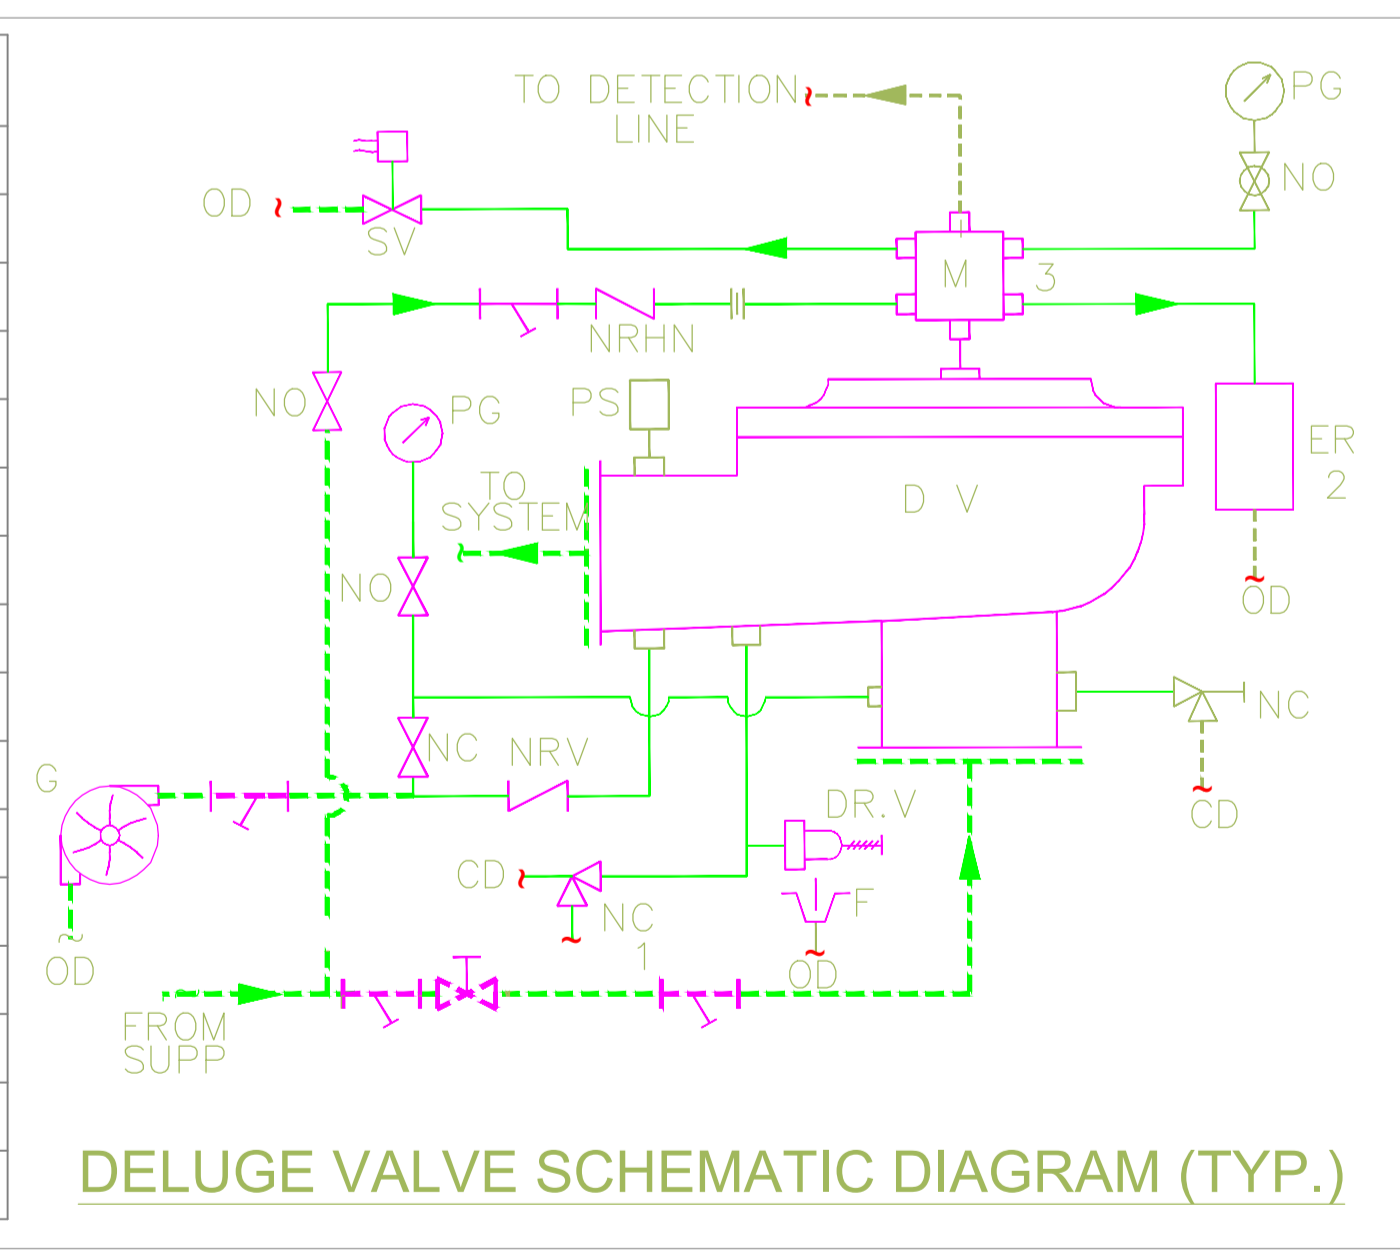 TO DETECTION
LINE
PG
NO
OD
SV
M
3
NRHN
NO
PG
PS
TO
SYSTEM
D V
ER
2
NO
OD
NC
NRV
G
NC
DR.V
CD
CD
F
NC
1
OD
OD
FROM
SUPP
DELUGE VALVE SCHEMATIC DIAGRAM (TYP.)